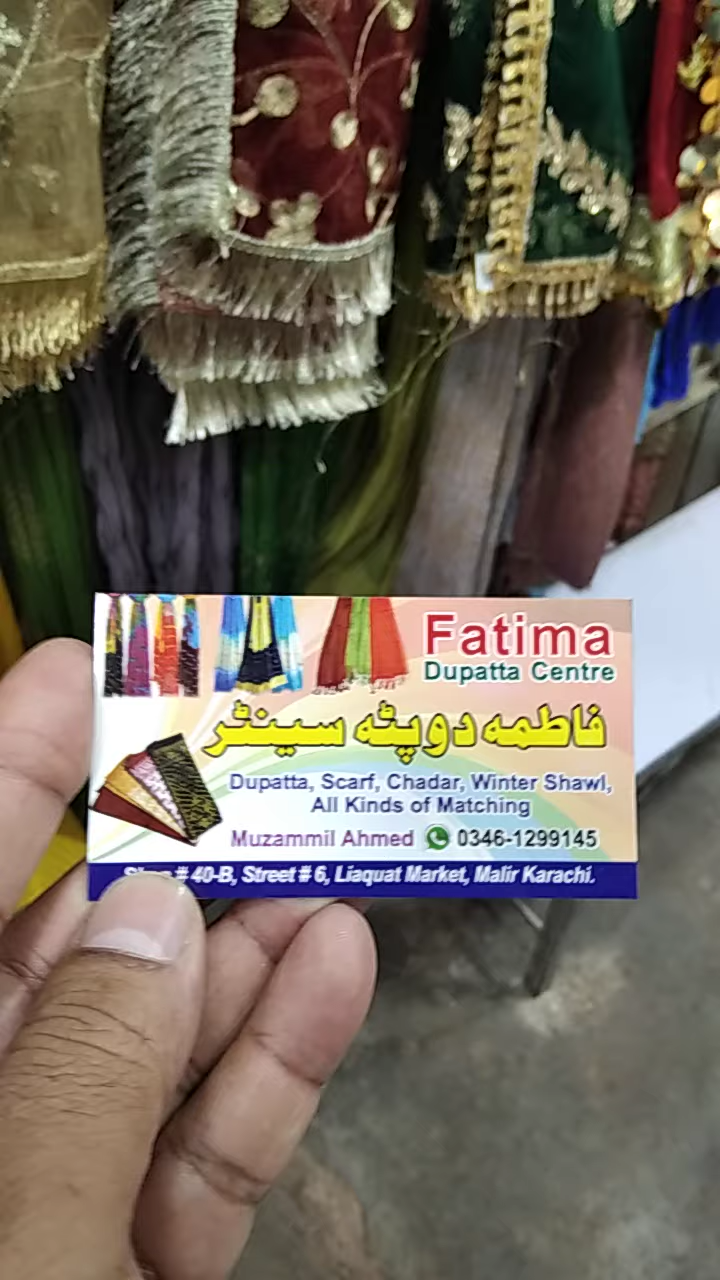 Fatima
Dupatta Centre
فاطمہ دوپٹہ سینٹر
Dupatta, Scarf, Chadar, Winter Shawl,
All Kinds of Matching
Muzammil Ahmed 0346-1299145
# 40-B, Street # 6, Liaquat Market, Malir Karachi.